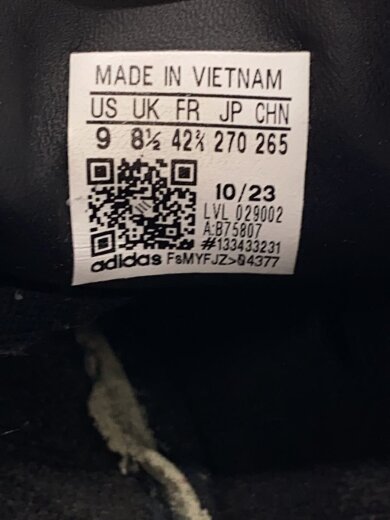 MADE IN VIETNAM
US UK FR JP CHN
9 8½ 42⅔ 270 265
10/23
LVL 029002
A:B75807
#133433231
adidas FsMYFJZ>04377